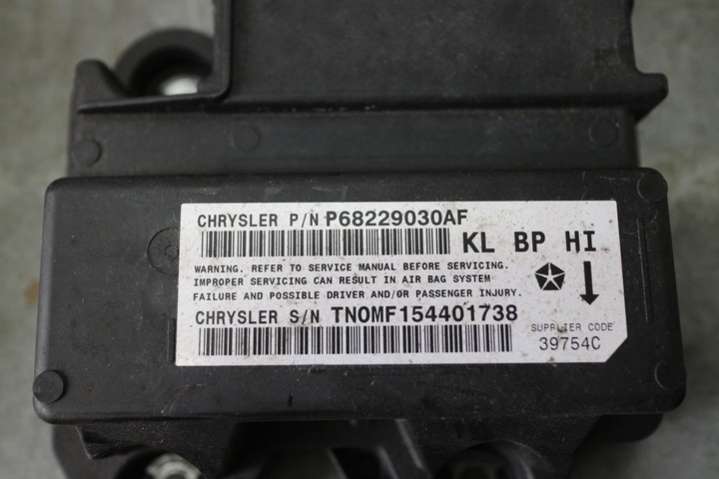 CHRYSLER P/N P68229030AF
KL BP HI
WARNING. REFER TO SERVICE MANUAL BEFORE SERVICING.
IMPROPER SERVICING CAN RESULT IN AIR BAG SYSTEM
FAILURE AND POSSIBLE DRIVER AND/OR PASSENGER INJURY.
CHRYSLER S/N TN0MF154401738
SUPPLIER CODE
39754C